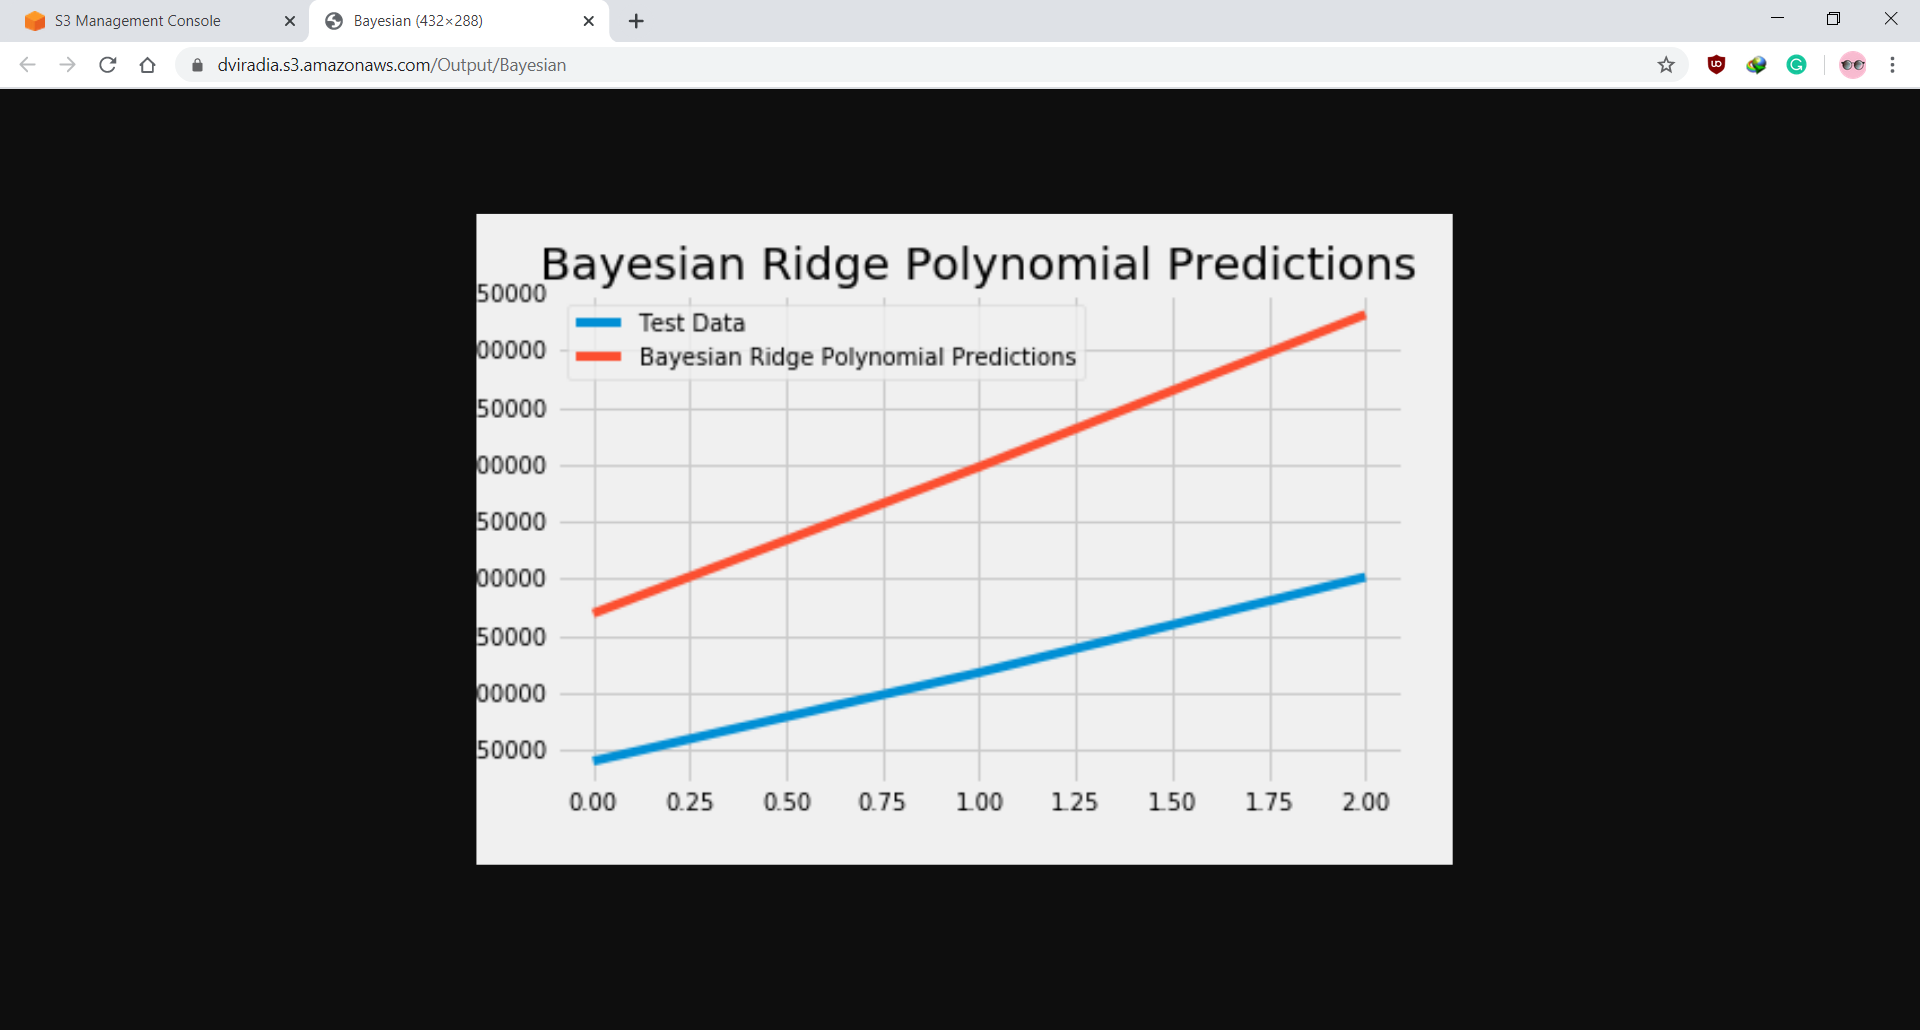 S3 Management Console
Bayesian (432×288)
dviradia.s3.amazonaws.com/Output/Bayesian
Bayesian Ridge Polynomial Predictions
Test Data
Bayesian Ridge Polynomial Predictions
50000
00000
50000
00000
50000
00000
50000
00000
50000
0.00 0.25 0.50 0.75 1.00 1.25 1.50 1.75 2.00